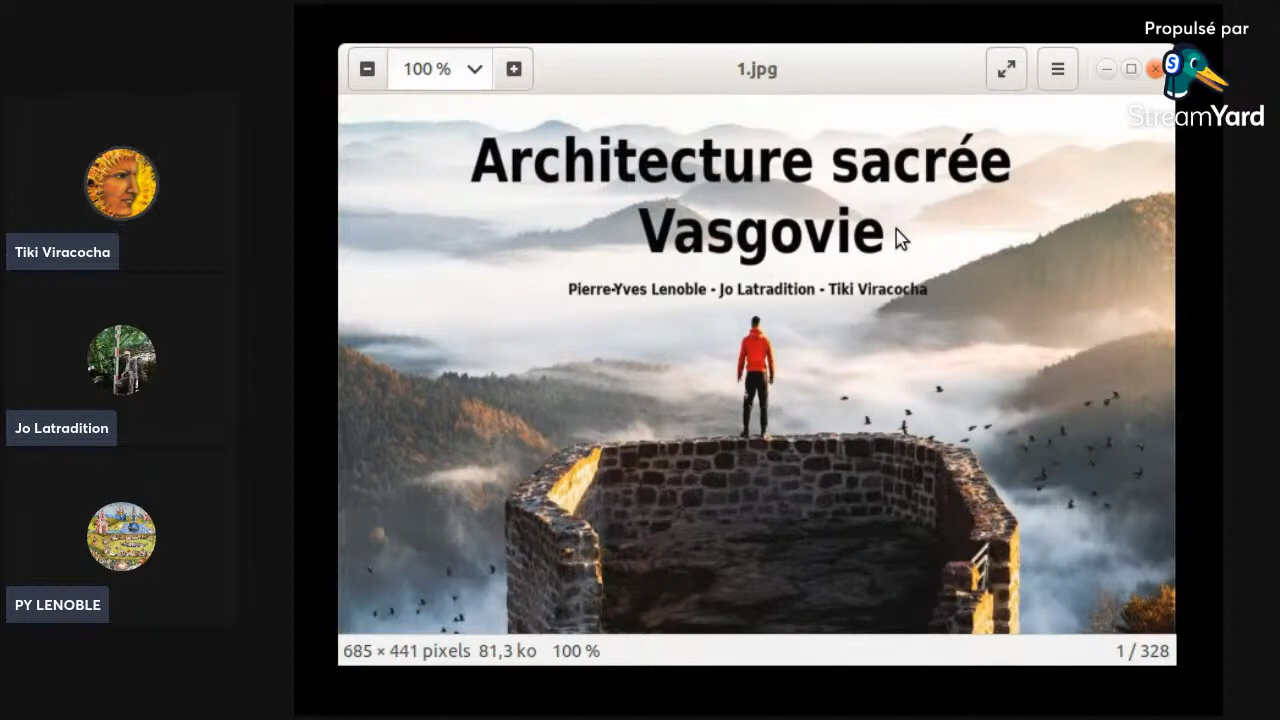 Propulsé par
StreamYard
100 %
1.jpg
Architecture sacrée
Vasgovie
Pierre-Yves Lenoble - Jo Latradition - Tiki Viracocha
Tiki Viracocha
Jo Latradition
PY LENOBLE
685 × 441 pixels 81,3 ko 100 %
1 / 328